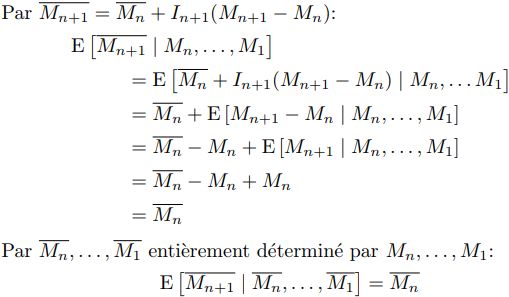 Par $\overline{M_{n+1}} = \overline{M_n} + I_{n+1}(M_{n+1} - M_n)$:
$\mathrm{E}\left[\overline{M_{n+1}} \mid M_n, \ldots, M_1\right]$
$= \mathrm{E}\left[\overline{M_n} + I_{n+1}(M_{n+1} - M_n) \mid M_n, \ldots M_1\right]$
$= \overline{M_n} + \mathrm{E}\left[M_{n+1} - M_n \mid M_n, \ldots, M_1\right]$
$= \overline{M_n} - M_n + \mathrm{E}\left[M_{n+1} \mid M_n, \ldots, M_1\right]$
$= \overline{M_n} - M_n + M_n$
$= \overline{M_n}$
Par $\overline{M_n}, \ldots, \overline{M_1}$ entièrement déterminé par $M_n, \ldots, M_1$:
$\mathrm{E}\left[\overline{M_{n+1}} \mid \overline{M_n}, \ldots, \overline{M_1}\right] = \overline{M_n}$